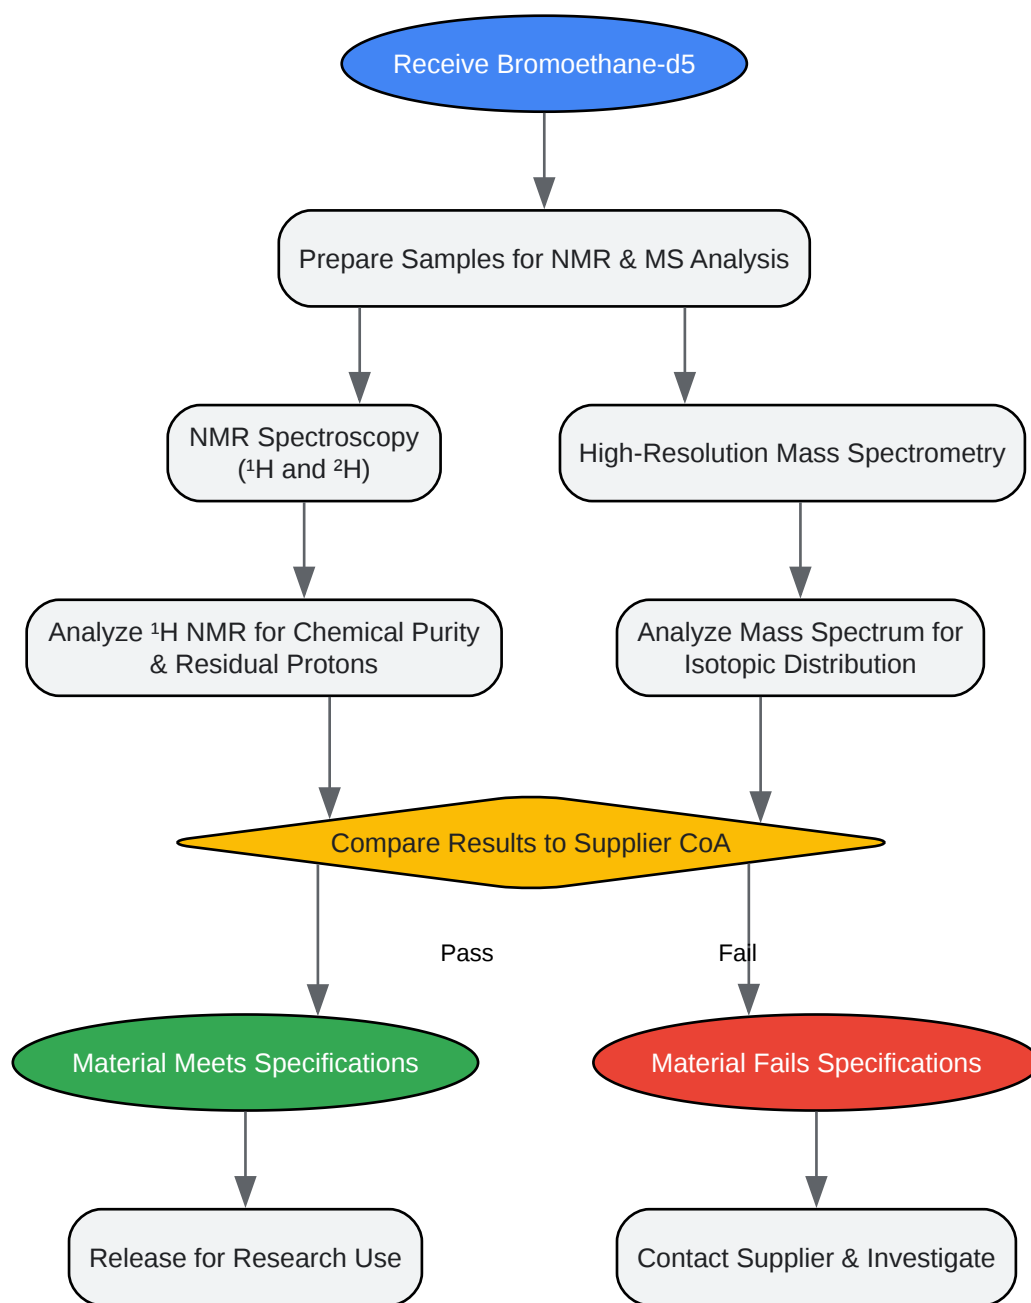 Receive Bromoethane-d5
Prepare Samples for NMR & MS Analysis
NMR Spectroscopy
(¹H and ²H)
High-Resolution Mass Spectrometry
Analyze ¹H NMR for Chemical Purity
& Residual Protons
Analyze Mass Spectrum for
Isotopic Distribution
Compare Results to Supplier CoA
Pass
Fail
Material Meets Specifications
Material Fails Specifications
Release for Research Use
Contact Supplier & Investigate